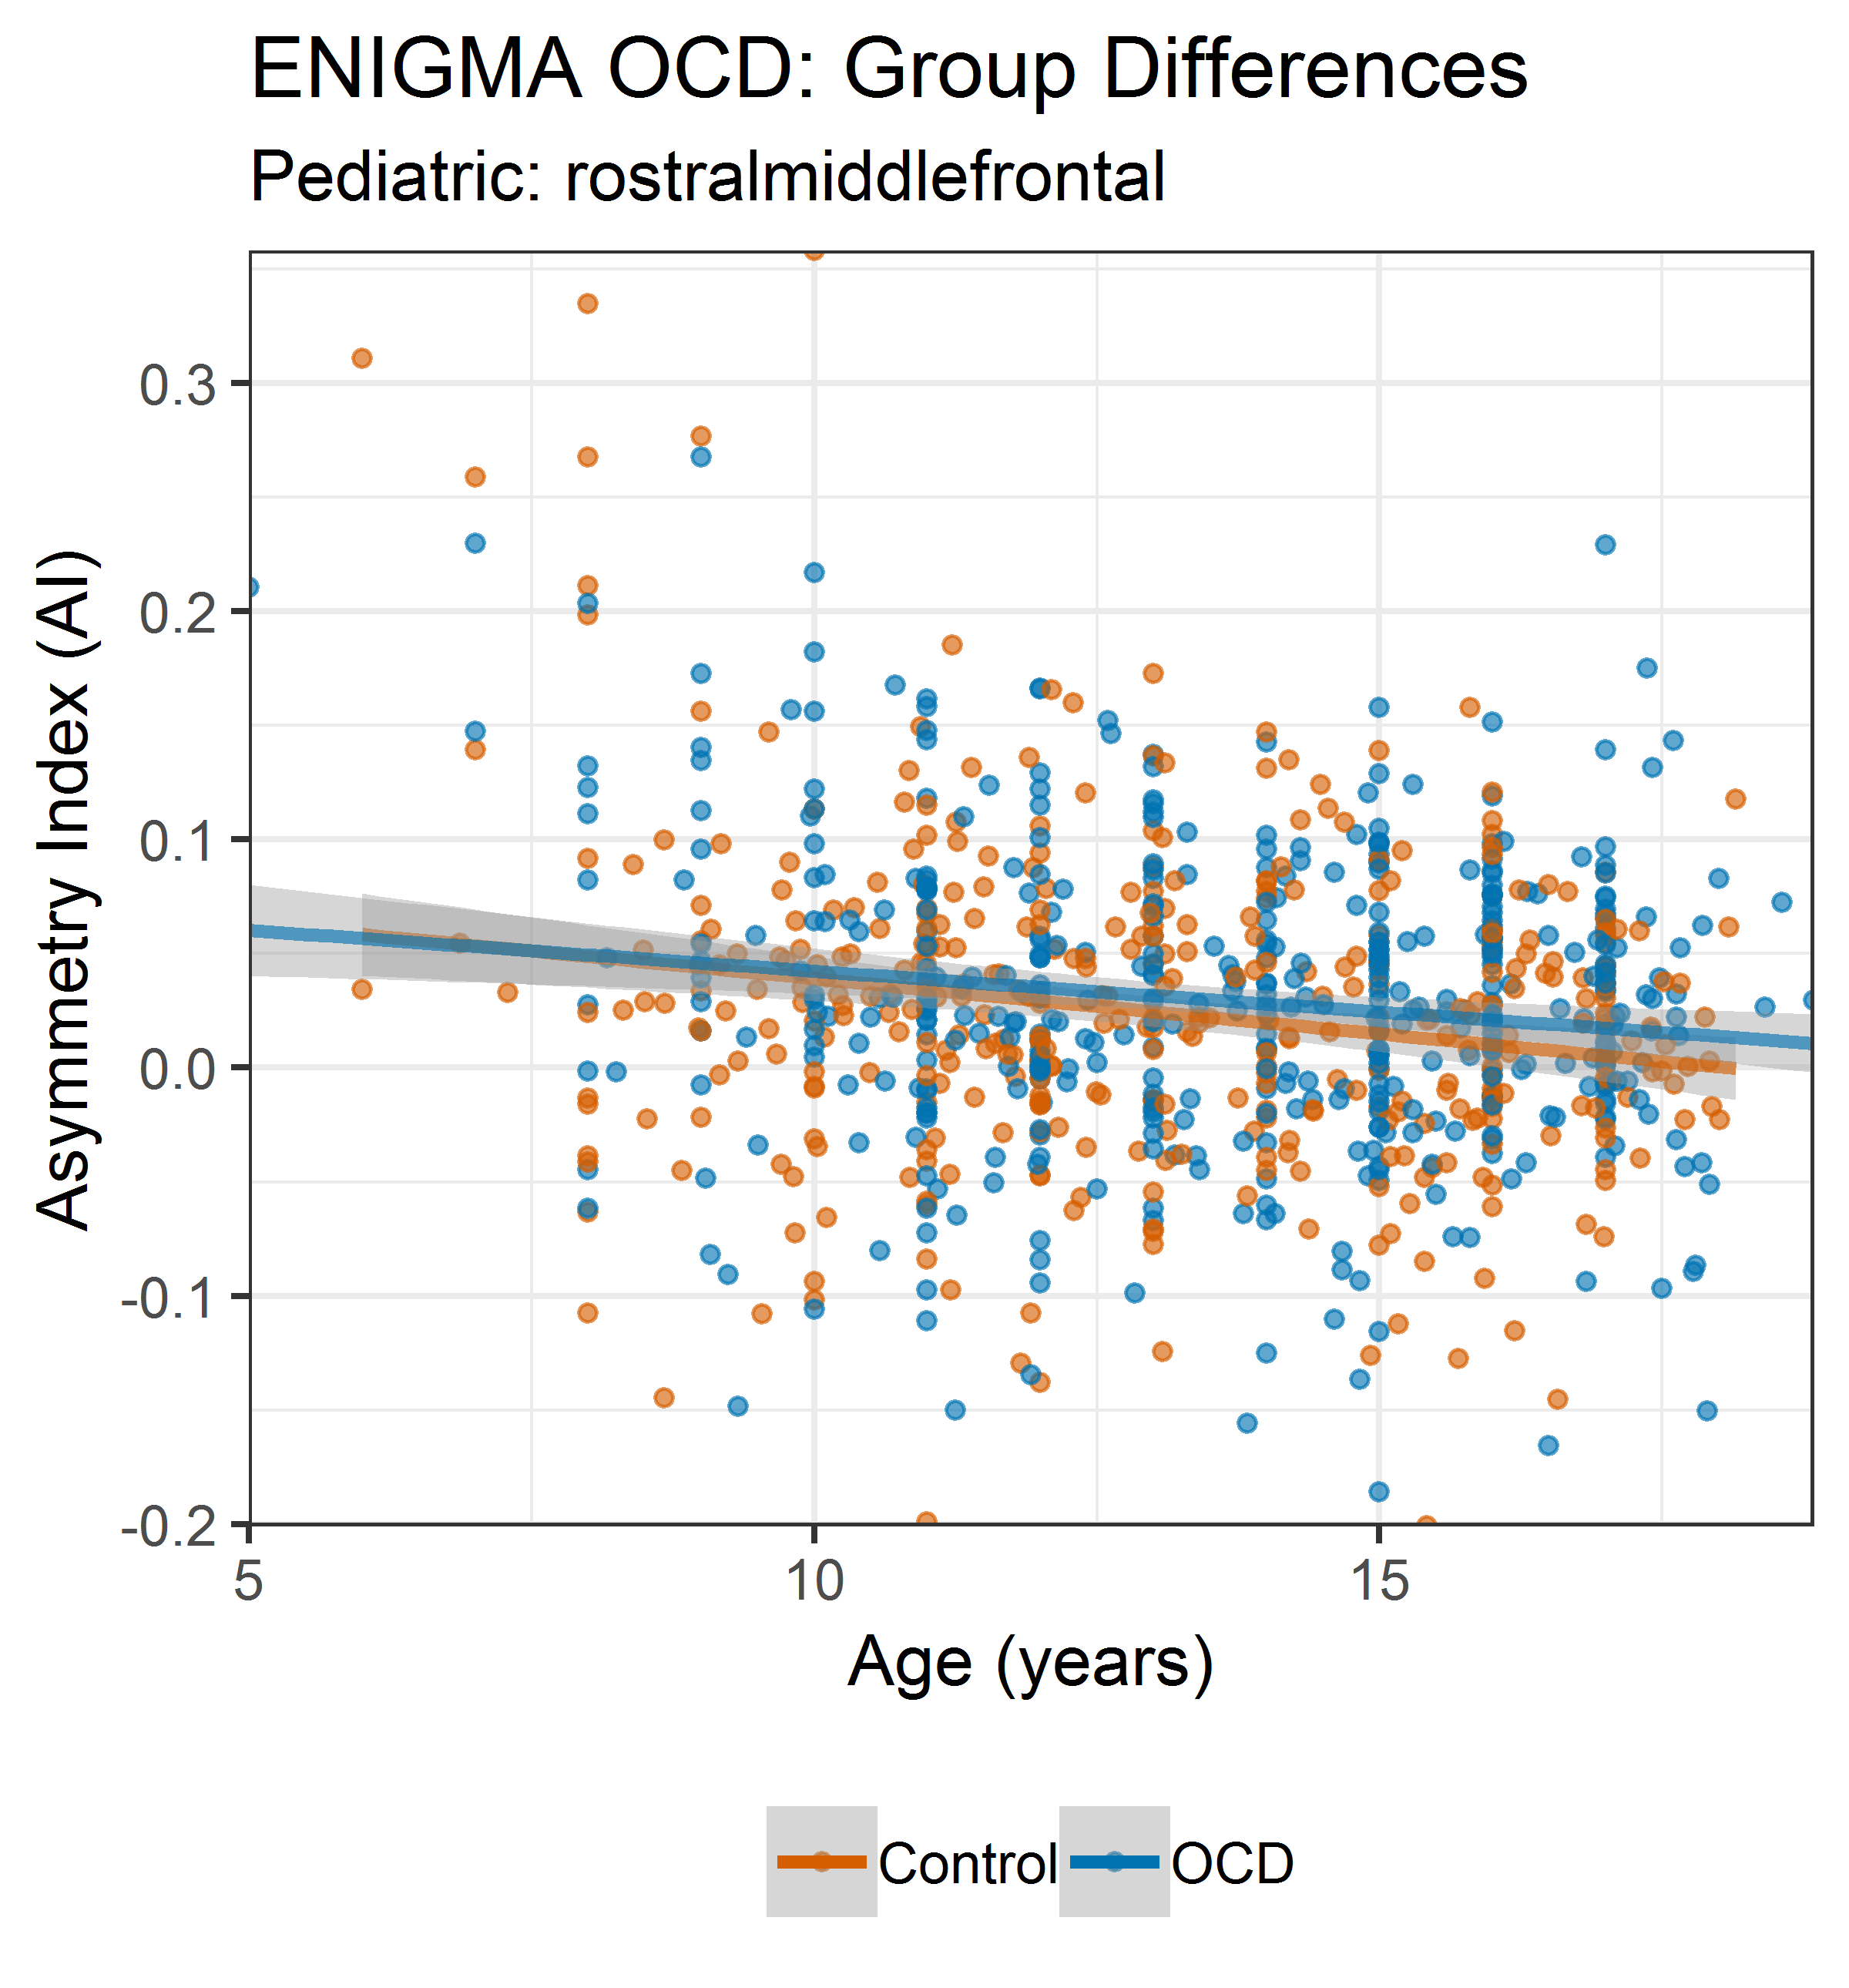 ENIGMA OCD: Group Differences
Pediatric: rostralmiddlefrontal
Asymmetry Index (AI)
0.3
0.2
0.1
0.0
-0.1
-0.2
5 10 15
Age (years)
Control OCD